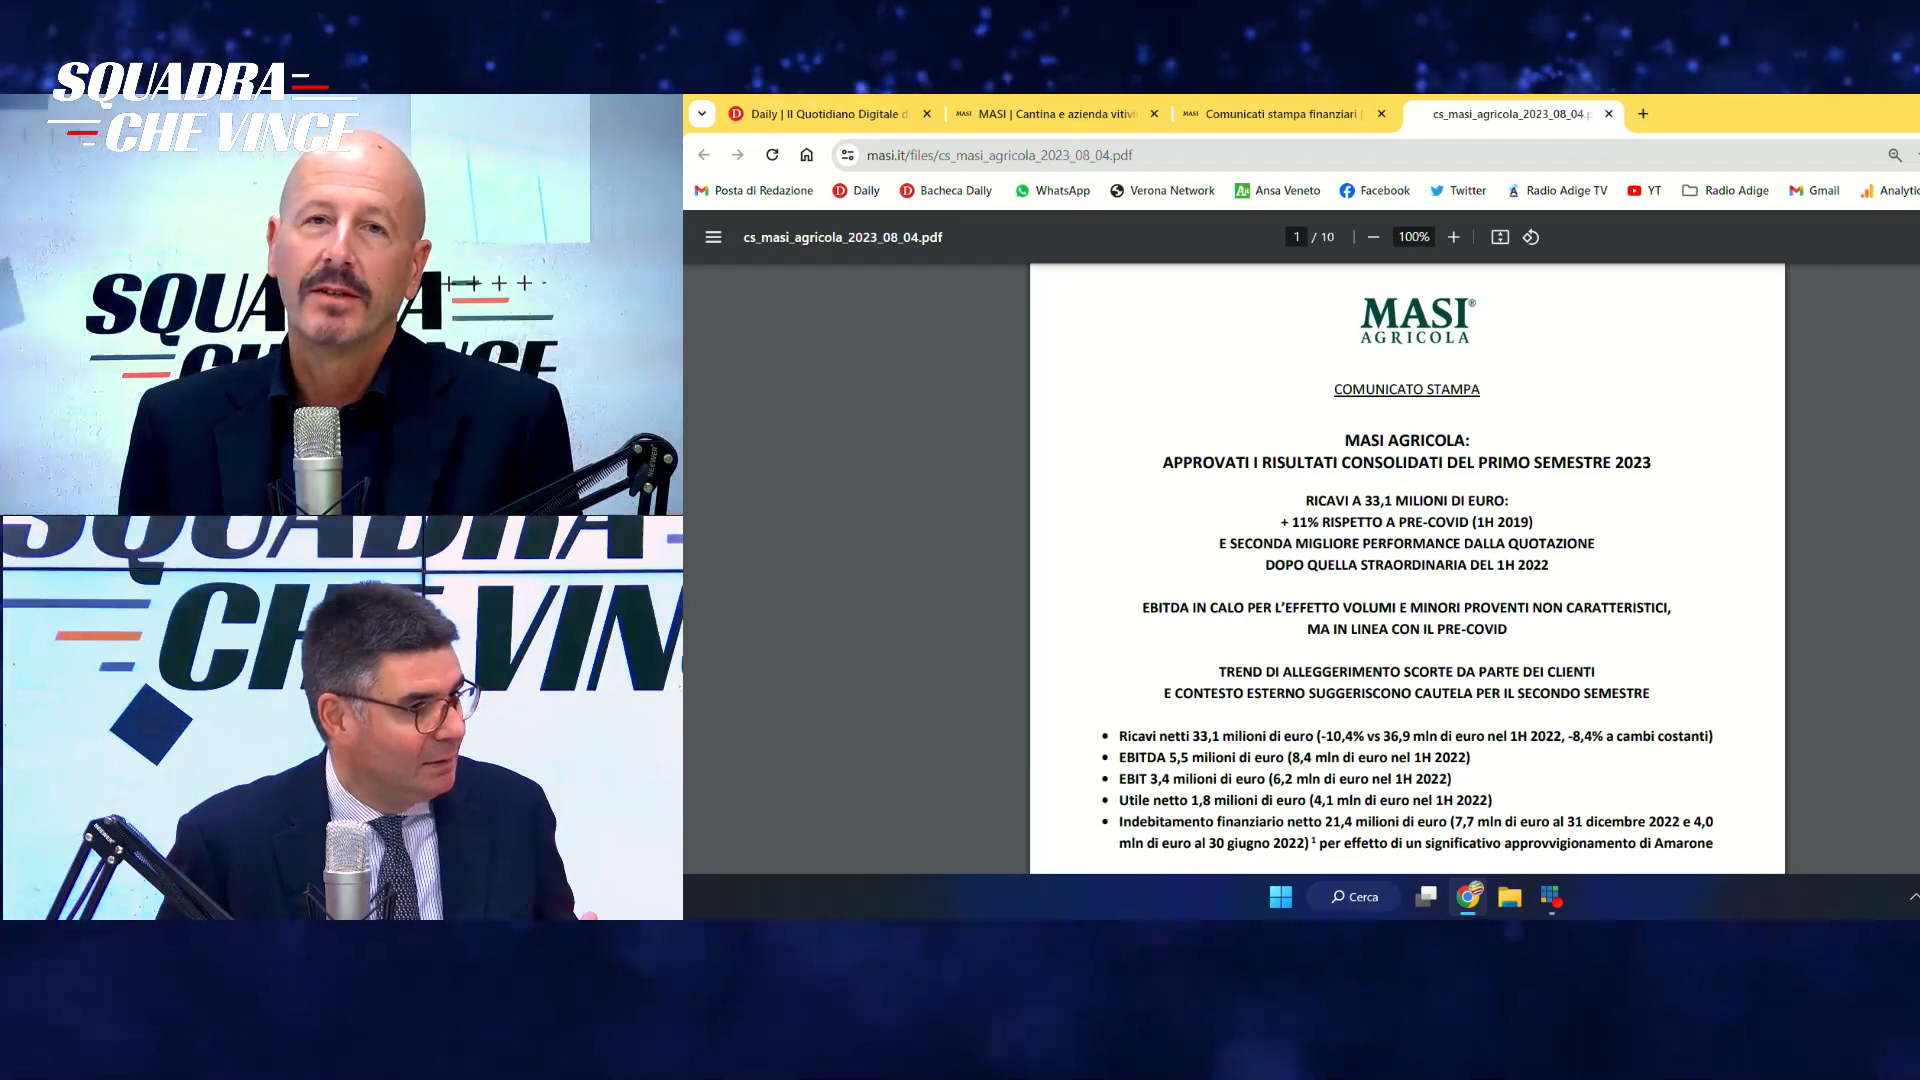 SQUADRA
CHE VINCE
SQUA A
CH NCE
NEEWER
SQUADRA
CHE VIN
NEEWER
Daily | Il Quotidiano Digitale d
MASI MASI | Cantina e azienda vitivi
MASI Comunicati stampa finanziari |
cs_masi_agricola_2023_08_04.p
masi.it/files/cs_masi_agricola_2023_08_04.pdf
Posta di Redazione Daily Bacheca Daily WhatsApp Verona Network Ansa Veneto Facebook Twitter Radio Adige TV YT Radio Adige Gmail Analytic
cs_masi_agricola_2023_08_04.pdf
1 / 10 | − 100% +
MASI®
AGRICOLA
COMUNICATO STAMPA
MASI AGRICOLA:
APPROVATI I RISULTATI CONSOLIDATI DEL PRIMO SEMESTRE 2023
RICAVI A 33,1 MILIONI DI EURO:
+ 11% RISPETTO A PRE-COVID (1H 2019)
E SECONDA MIGLIORE PERFORMANCE DALLA QUOTAZIONE
DOPO QUELLA STRAORDINARIA DEL 1H 2022
EBITDA IN CALO PER L’EFFETTO VOLUMI E MINORI PROVENTI NON CARATTERISTICI,
MA IN LINEA CON IL PRE-COVID
TREND DI ALLEGGERIMENTO SCORTE DA PARTE DEI CLIENTI
E CONTESTO ESTERNO SUGGERISCONO CAUTELA PER IL SECONDO SEMESTRE
• Ricavi netti 33,1 milioni di euro (-10,4% vs 36,9 mln di euro nel 1H 2022, -8,4% a cambi costanti)
• EBITDA 5,5 milioni di euro (8,4 mln di euro nel 1H 2022)
• EBIT 3,4 milioni di euro (6,2 mln di euro nel 1H 2022)
• Utile netto 1,8 milioni di euro (4,1 mln di euro nel 1H 2022)
• Indebitamento finanziario netto 21,4 milioni di euro (7,7 mln di euro al 31 dicembre 2022 e 4,0
mln di euro al 30 giugno 2022) 1 per effetto di un significativo approvvigionamento di Amarone
Cerca